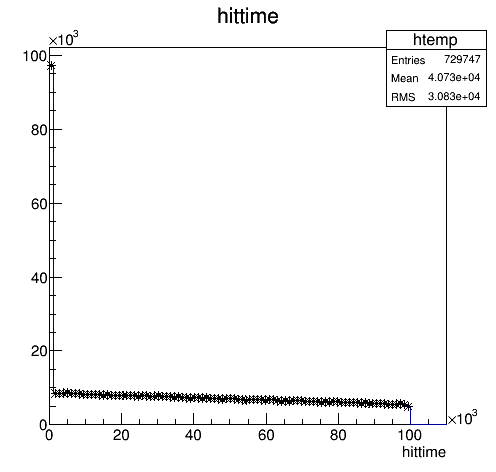 hittime
×10³
htemp
Entries 729747
Mean 4.073e+04
RMS 3.083e+04
100
80
60
40
20
0
0 20 40 60 80 100 ×10³
hittime